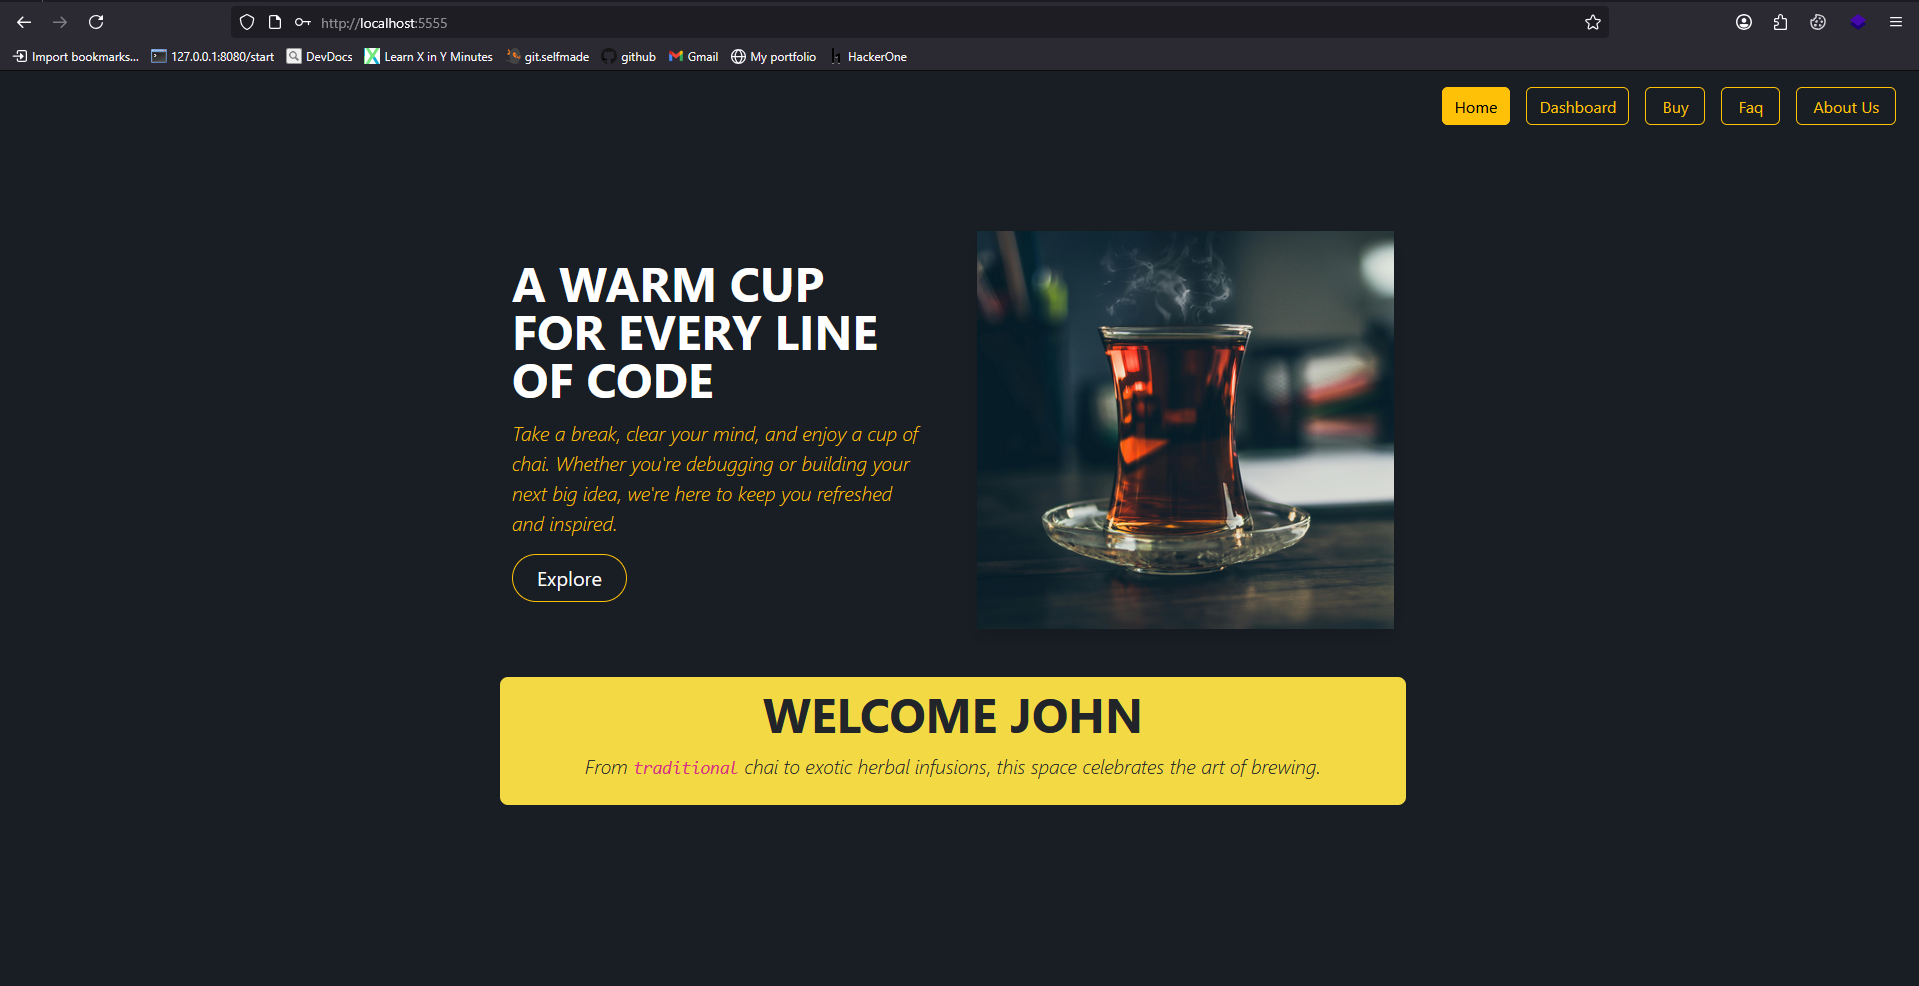 http://localhost:5555
Import bookmarks... 127.0.0.1:8080/start DevDocs Learn X in Y Minutes git.selfmade github Gmail My portfolio HackerOne
Home Dashboard Buy Faq About Us
A WARM CUP
FOR EVERY LINE
OF CODE
Take a break, clear your mind, and enjoy a cup of
chai. Whether you're debugging or building your
next big idea, we're here to keep you refreshed
and inspired.
Explore
WELCOME JOHN
From traditional chai to exotic herbal infusions, this space celebrates the art of brewing.